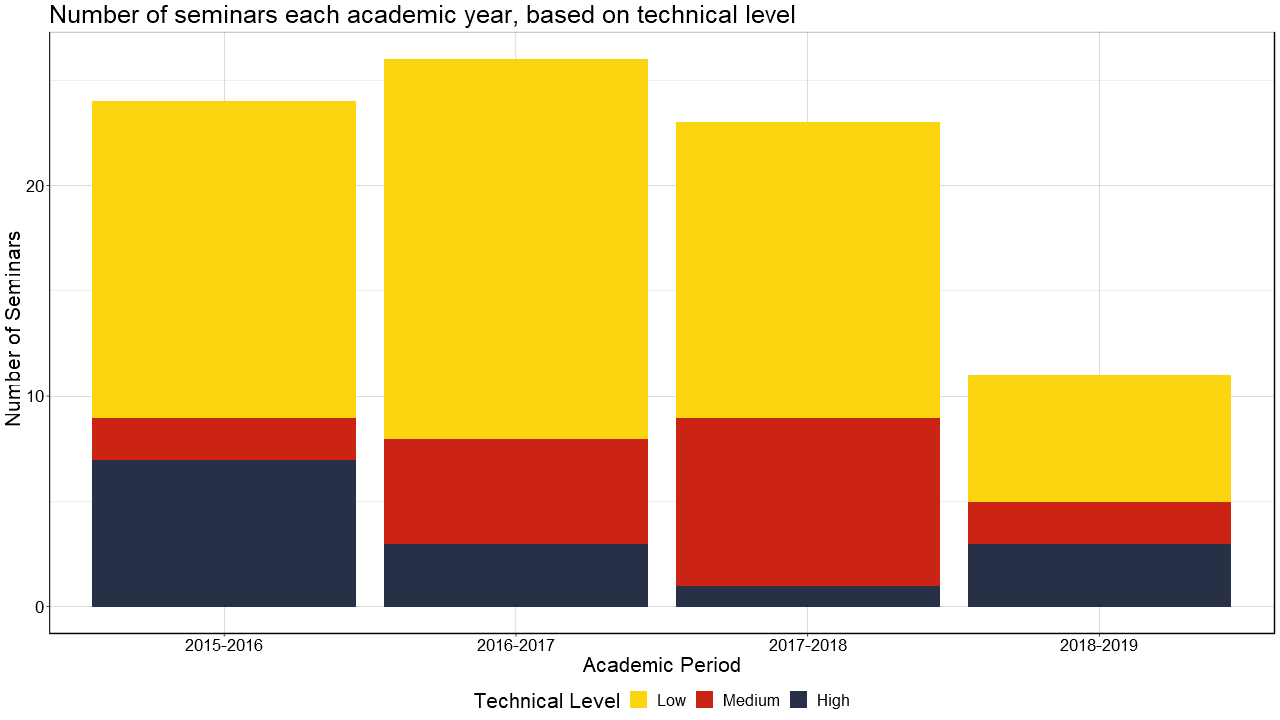 Number of seminars each academic year, based on technical level
Number of Seminars
20
10
0
2015-2016 2016-2017 2017-2018 2018-2019
Academic Period
Technical Level Low Medium High